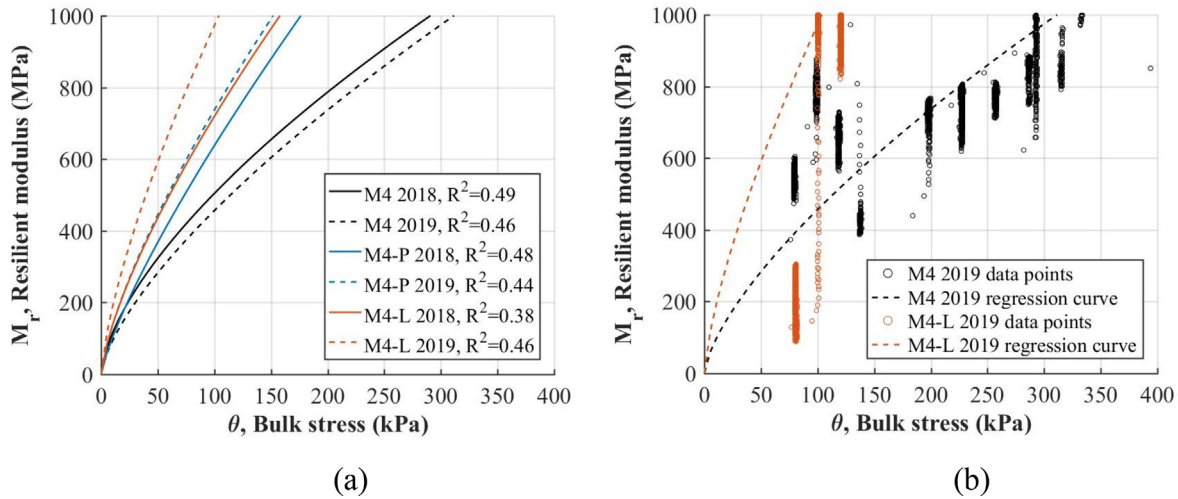 1000
800
600
400
200
0
M_r, Resilient modulus (MPa)
M4 2018, R²=0.49
M4 2019, R²=0.46
M4-P 2018, R²=0.48
M4-P 2019, R²=0.44
M4-L 2018, R²=0.38
M4-L 2019, R²=0.46
0 50 100 150 200 250 300 350 400
θ, Bulk stress (kPa)
(a)
1000
800
600
400
200
0
M_r, Resilient modulus (MPa)
M4 2019 data points
M4 2019 regression curve
M4-L 2019 data points
M4-L 2019 regression curve
0 50 100 150 200 250 300 350 400
θ, Bulk stress (kPa)
(b)